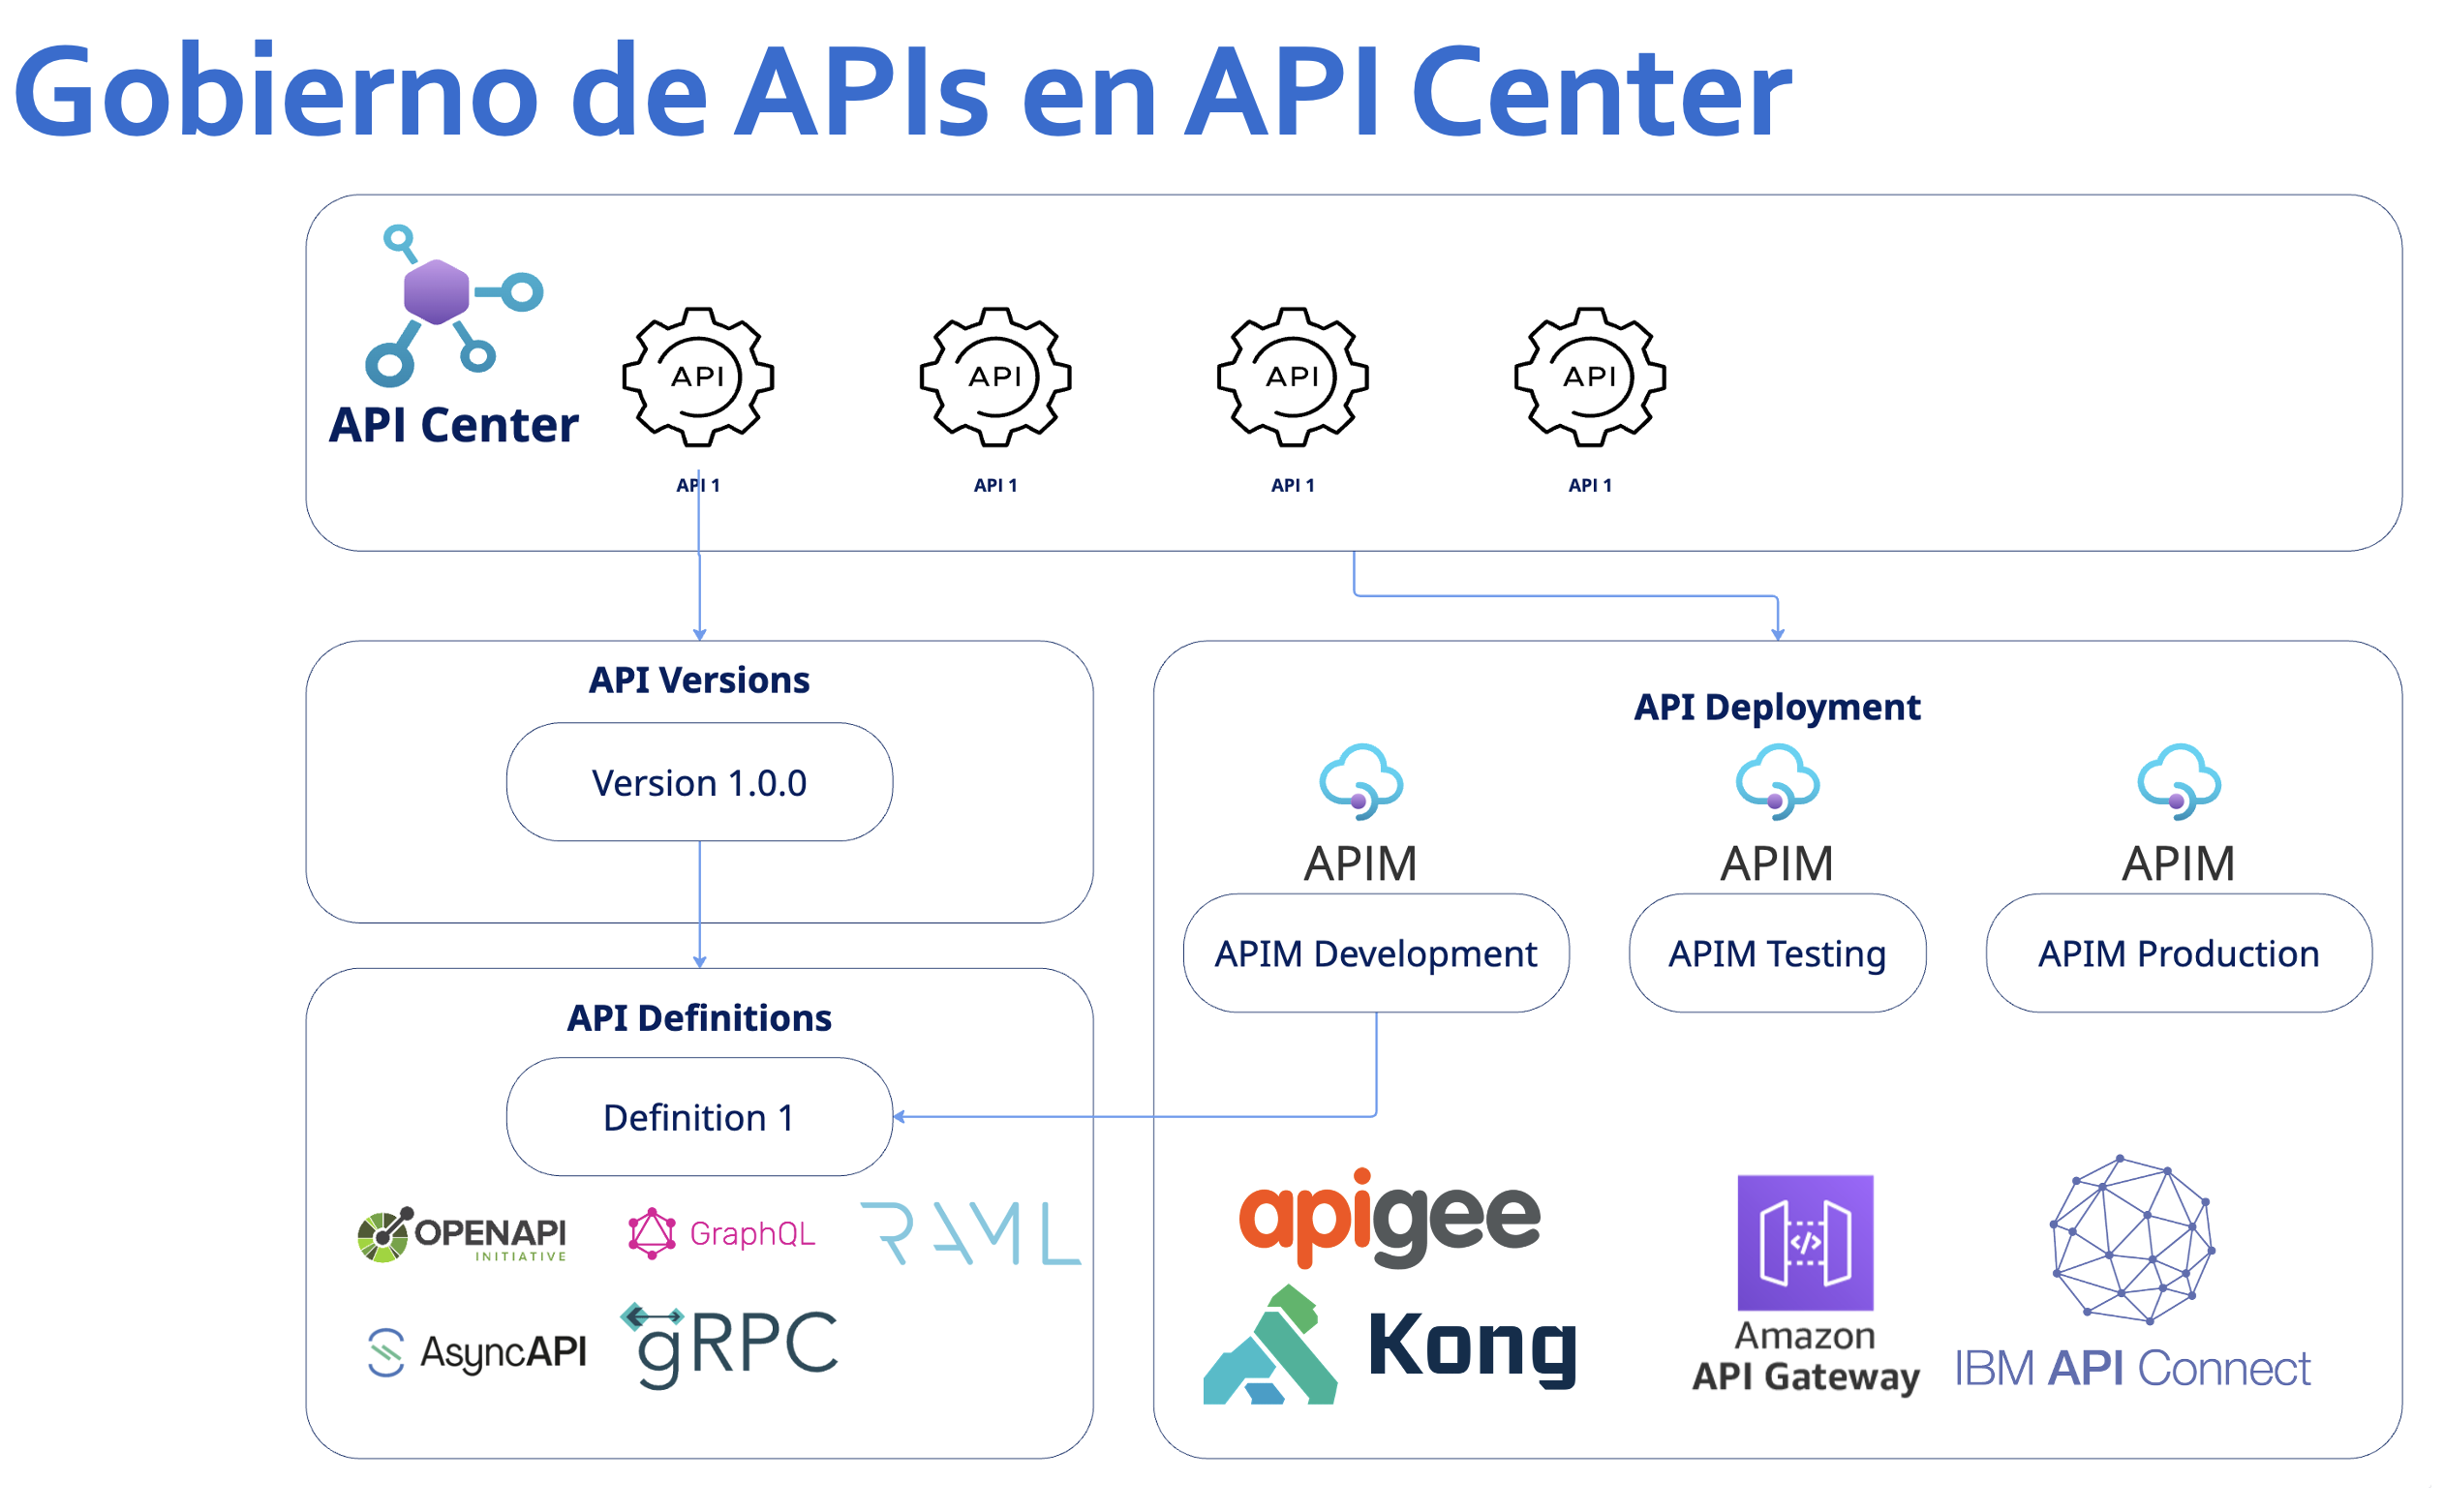 Gobierno de APIs en API Center
API
API
API
API
API Center
API 1
API 1
API 1
API 1
API Versions
Version 1.0.0
API Definitions
Definition 1
OPENAPI
INITIATIVE
GraphQL
RAML
AsyncAPI
gRPC
API Deployment
APIM
APIM
APIM
APIM Development
APIM Testing
APIM Production
apigee
Kong
</>
Amazon
API Gateway
IBM API Connect